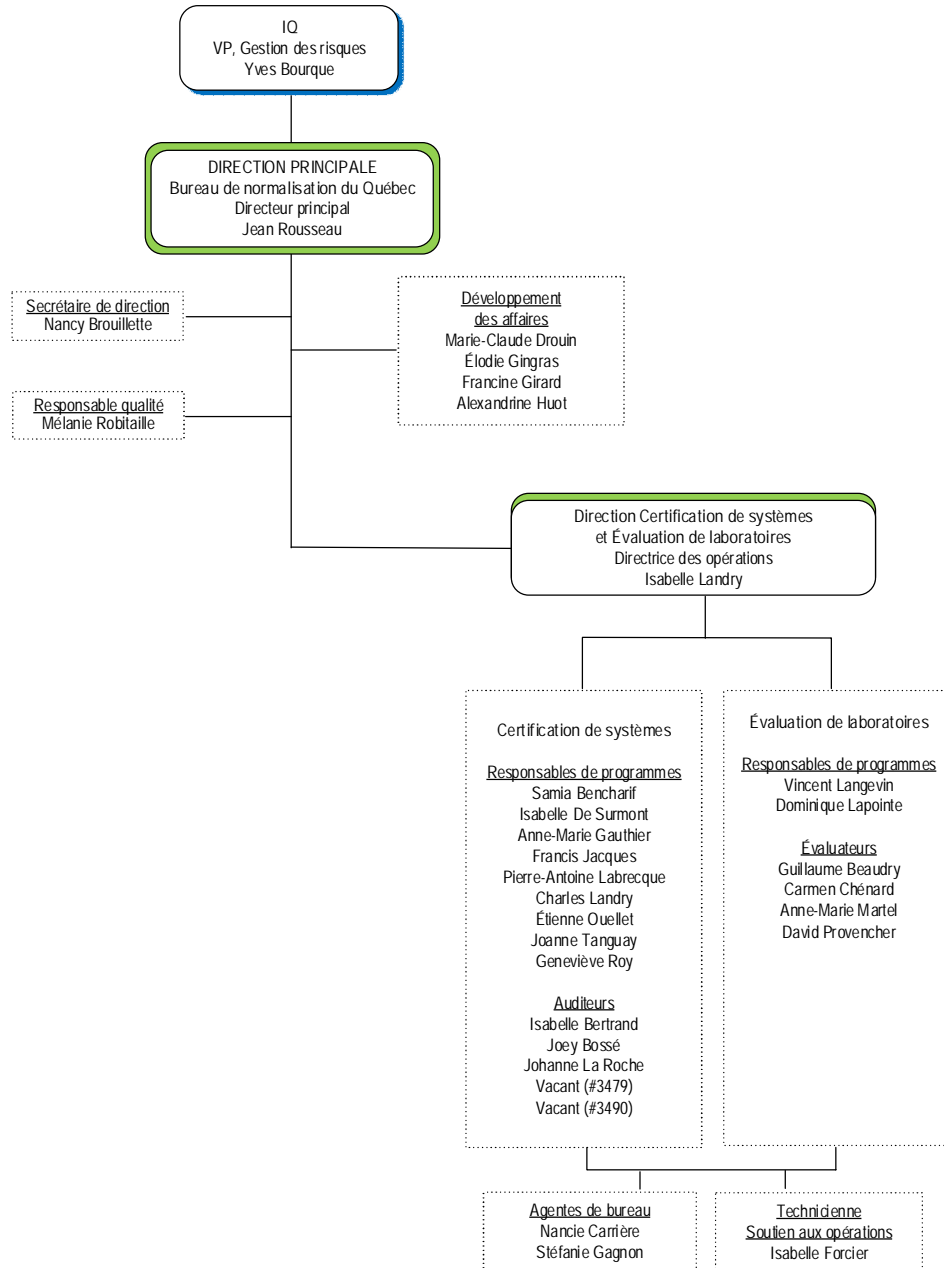 IQ
VP, Gestion des risques
Yves Bourque
DIRECTION PRINCIPALE
Bureau de normalisation du Québec
Directeur principal
Jean Rousseau
Secrétaire de direction
Nancy Brouillette
Développement
des affaires
Marie-Claude Drouin
Élodie Gingras
Francine Girard
Alexandrine Huot
Responsable qualité
Mélanie Robitaille
Direction Certification de systèmes
et Évaluation de laboratoires
Directrice des opérations
Isabelle Landry
Certification de systèmes
Responsables de programmes
Samia Bencharif
Isabelle De Surmont
Anne-Marie Gauthier
Francis Jacques
Pierre-Antoine Labrecque
Charles Landry
Étienne Ouellet
Joanne Tanguay
Geneviève Roy
Auditeurs
Isabelle Bertrand
Joey Bossé
Johanne La Roche
Vacant (#3479)
Vacant (#3490)
Évaluation de laboratoires
Responsables de programmes
Vincent Langevin
Dominique Lapointe
Évaluateurs
Guillaume Beaudry
Carmen Chénard
Anne-Marie Martel
David Provencher
Agentes de bureau
Nancie Carrière
Stéfanie Gagnon
Technicienne
Soutien aux opérations
Isabelle Forcier